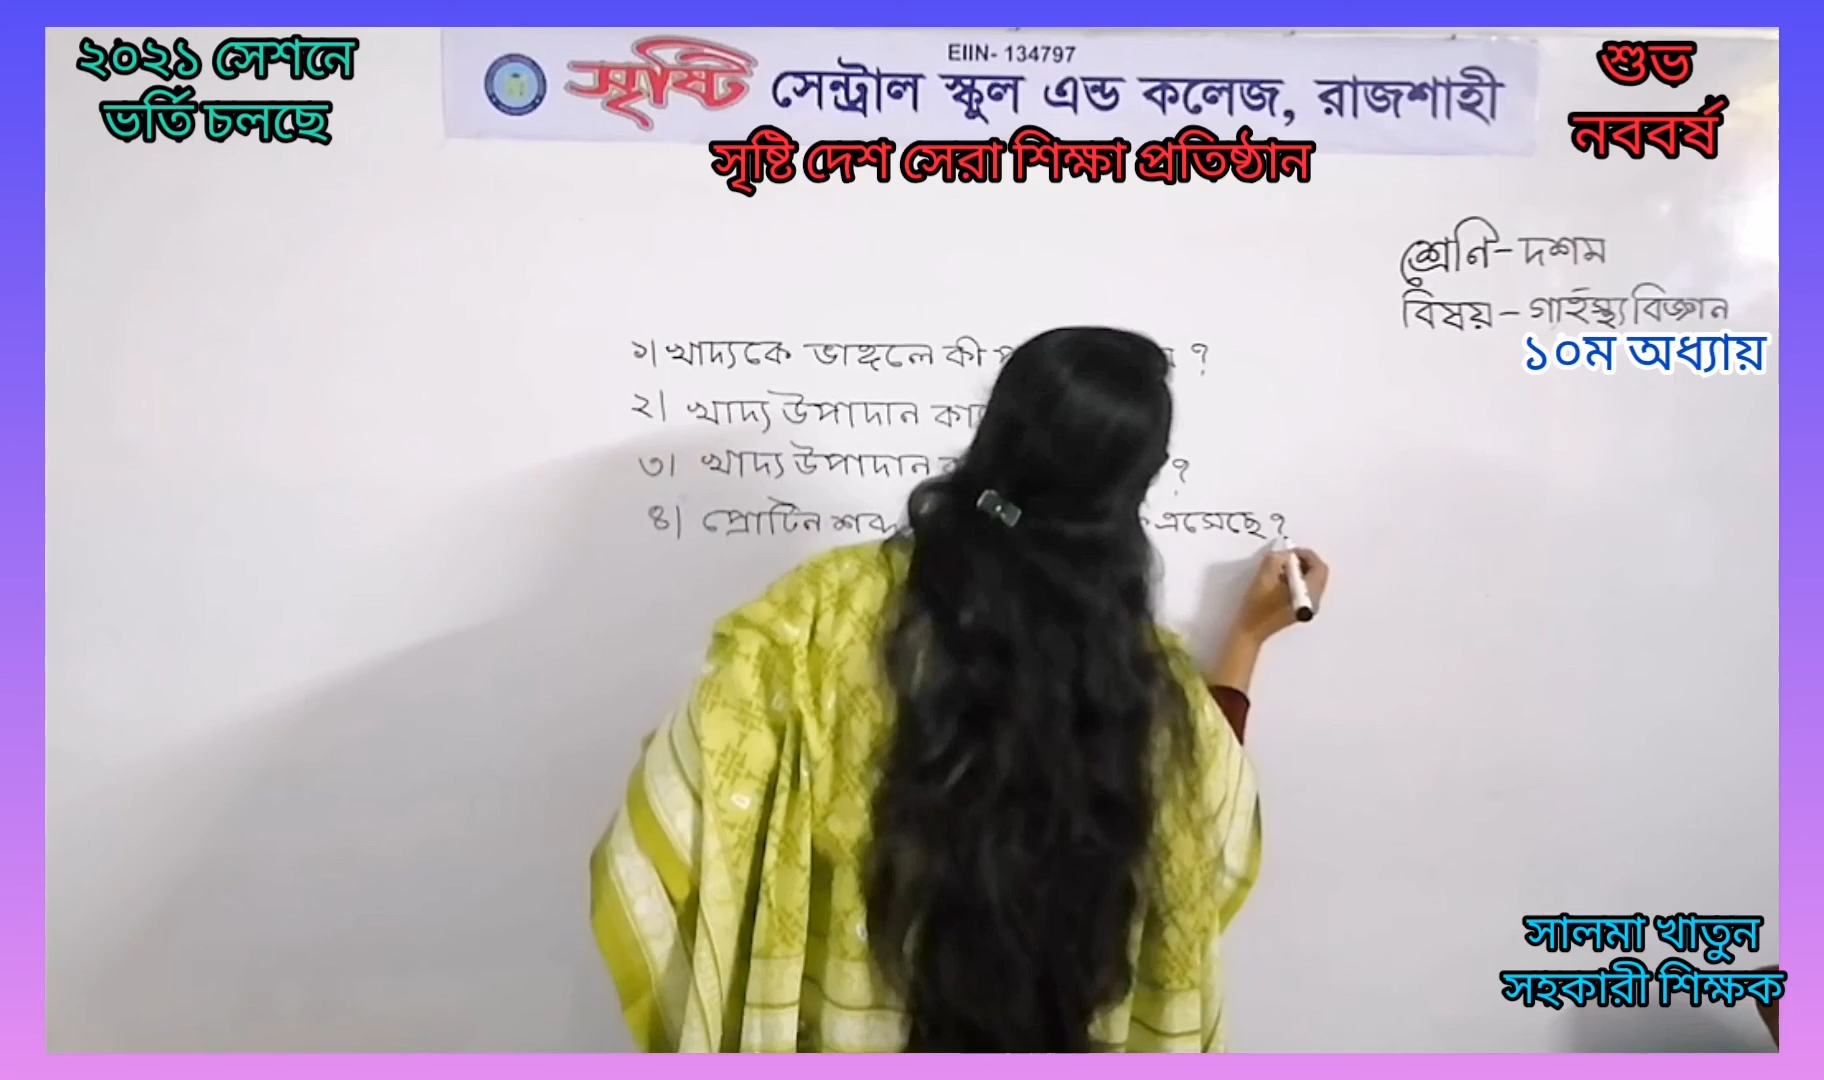 ২০২১ সেশনে
ভর্তি চলছে
EIIN- 134797
সৃষ্টি সেন্ট্রাল স্কুল এন্ড কলেজ, রাজশাহী
সৃষ্টি দেশ সেরা শিক্ষা প্রতিষ্ঠান
শুভ
নববর্ষ
শ্রেণি - দশম
বিষয় - গার্হস্থ্য বিজ্ঞান
১০ম অধ্যায়
১। খাদ্যকে ভাঙ্গলে কী ?
২। খাদ্য উপাদান
৩। খাদ্য উপাদান ?
৪। প্রোটিন শব্দ এসেছে?
সালমা খাতুন
সহকারী শিক্ষক